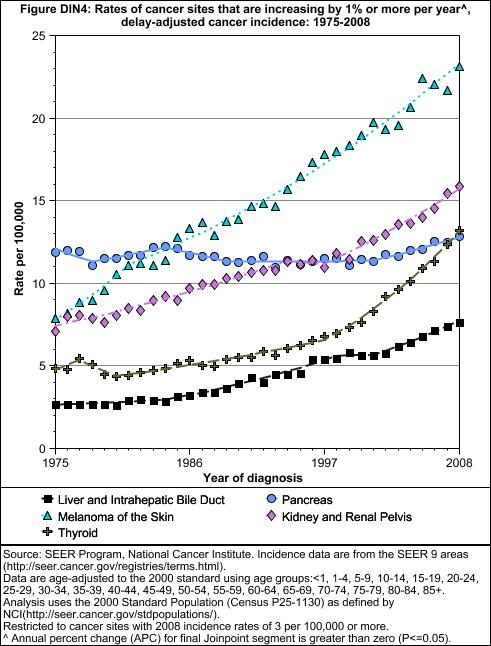 Figure DIN4: Rates of cancer sites that are increasing by 1% or more per year^,
delay-adjusted cancer incidence: 1975-2008
25
20
15
10
5
0
Rate per 100,000
1975 1986 1997 2008
Year of diagnosis
Liver and Intrahepatic Bile Duct Pancreas
Melanoma of the Skin Kidney and Renal Pelvis
Thyroid
Source: SEER Program, National Cancer Institute. Incidence data are from the SEER 9 areas
(http://seer.cancer.gov/registries/terms.html).
Data are age-adjusted to the 2000 standard using age groups:<1, 1-4, 5-9, 10-14, 15-19, 20-24,
25-29, 30-34, 35-39, 40-44, 45-49, 50-54, 55-59, 60-64, 65-69, 70-74, 75-79, 80-84, 85+.
Analysis uses the 2000 Standard Population (Census P25-1130) as defined by
NCI(http://seer.cancer.gov/stdpopulations/).
Restricted to cancer sites with 2008 incidence rates of 3 per 100,000 or more.
^ Annual percent change (APC) for final Joinpoint segment is greater than zero (P<=0.05).